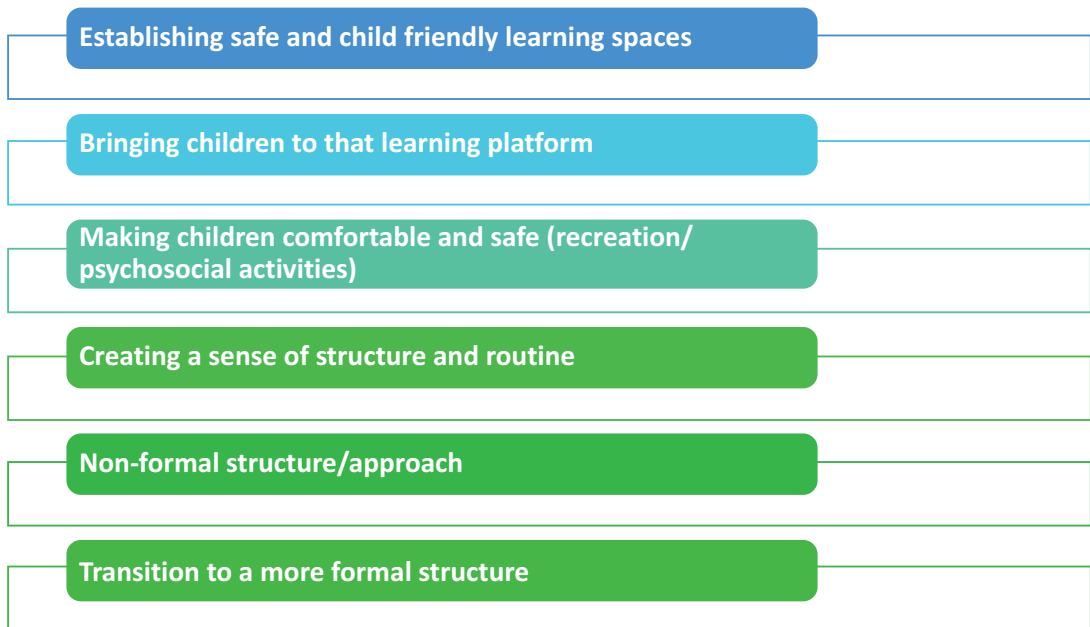 Establishing safe and child friendly learning spaces
Bringing children to that learning platform
Making children comfortable and safe (recreation/
psychosocial activities)
Creating a sense of structure and routine
Non-formal structure/approach
Transition to a more formal structure